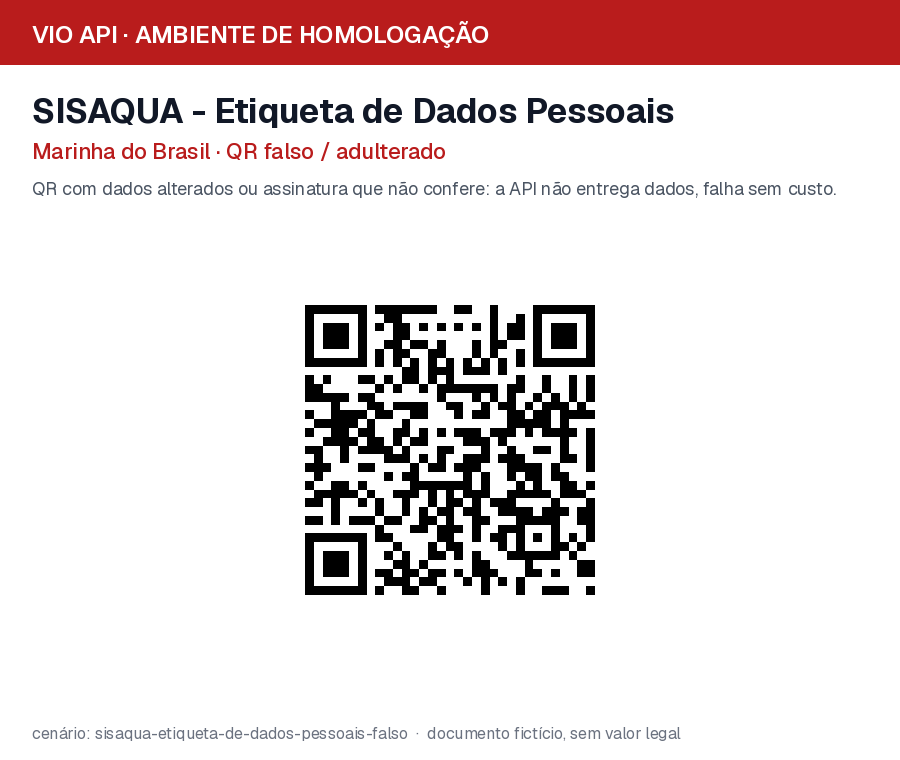 VIO API · AMBIENTE DE HOMOLOGAÇÃO
SISAQUA - Etiqueta de Dados Pessoais
Marinha do Brasil · QR falso / adulterado
QR com dados alterados ou assinatura que não confere: a API não entrega dados, falha sem custo.
cenário: sisaqua-etiqueta-de-dados-pessoais-falso · documento fictício, sem valor legal